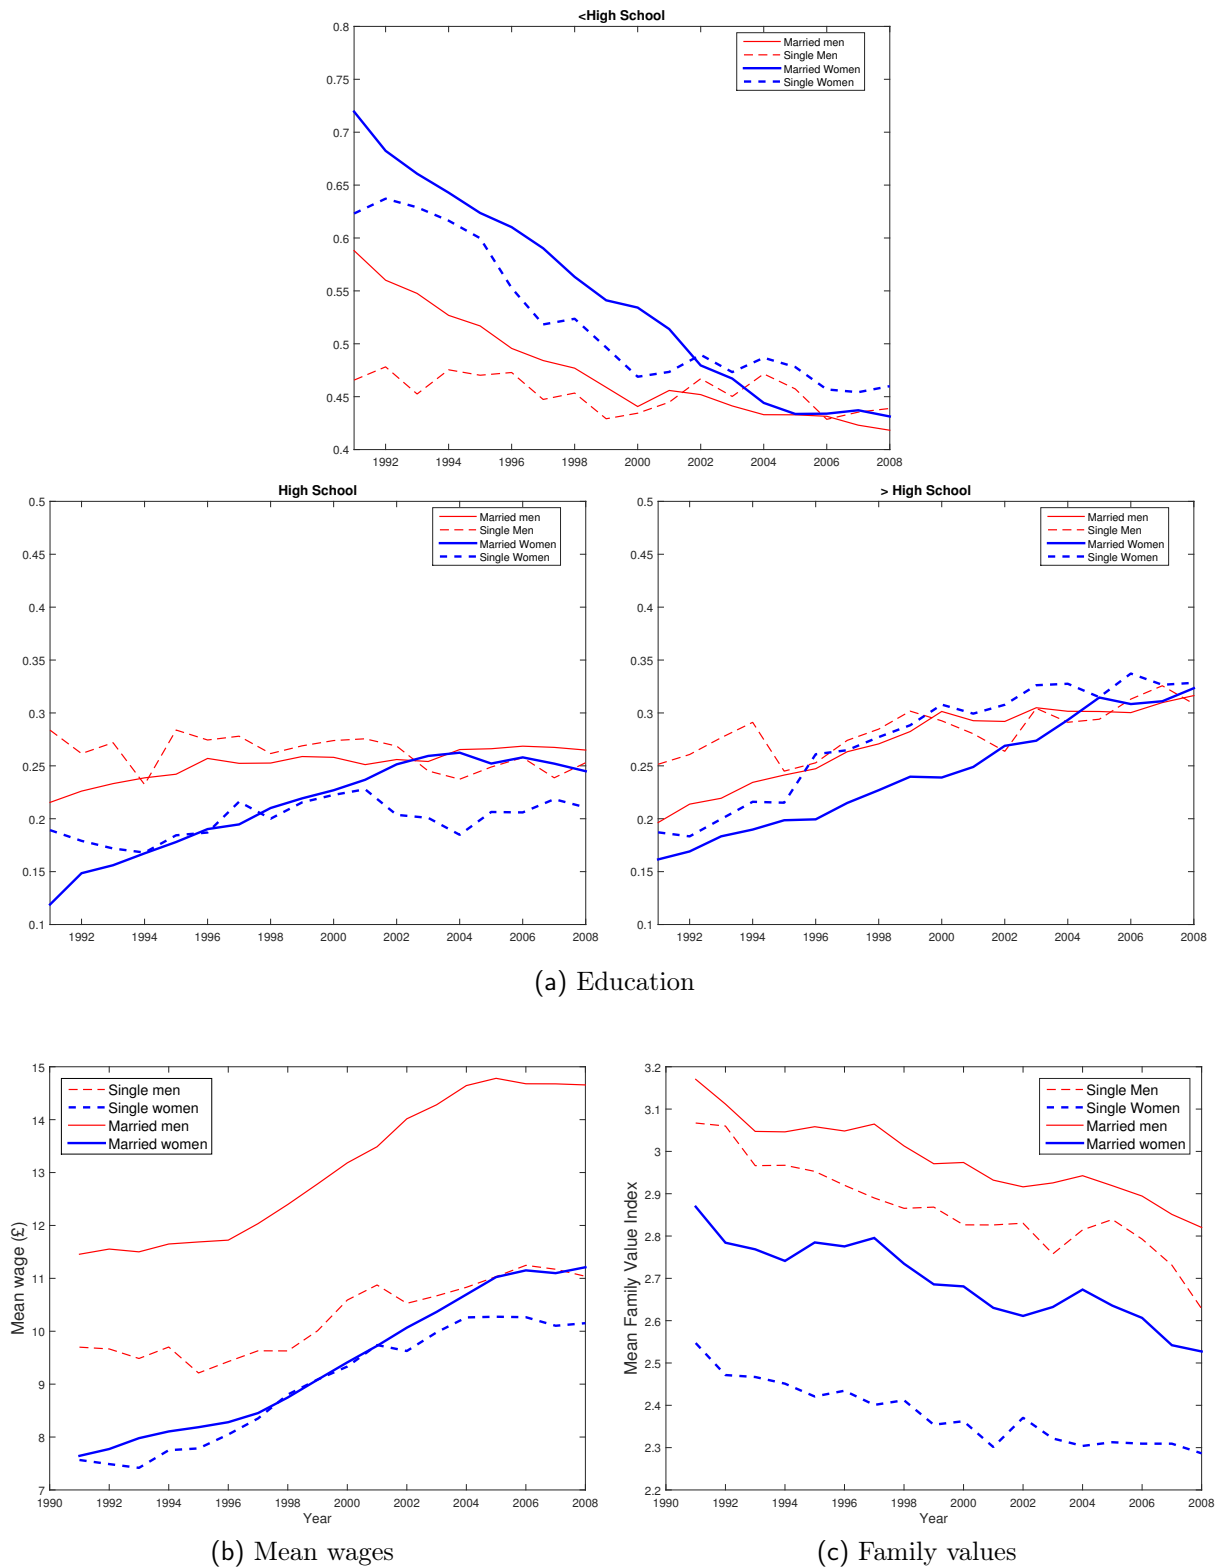 <High School
0.8
0.75
0.7
0.65
0.6
0.55
0.5
0.45
0.4
Married men
Single Men
Married Women
Single Women
1992 1994 1996 1998 2000 2002 2004 2006 2008
High School
0.5
0.45
0.4
0.35
0.3
0.25
0.2
0.15
0.1
Married men
Single Men
Married Women
Single Women
1992 1994 1996 1998 2000 2002 2004 2006 2008
> High School
0.5
0.45
0.4
0.35
0.3
0.25
0.2
0.15
0.1
Married men
Single Men
Married Women
Single Women
1992 1994 1996 1998 2000 2002 2004 2006 2008
(a) Education
Mean wage (£)
15
14
13
12
11
10
9
8
7
Single men
Single women
Married men
Married women
1990 1992 1994 1996 1998 2000 2002 2004 2006 2008
Year
(b) Mean wages
Mean Family Value Index
3.2
3.1
3
2.9
2.8
2.7
2.6
2.5
2.4
2.3
2.2
Single Men
Single Women
Married men
Married women
1990 1992 1994 1996 1998 2000 2002 2004 2006 2008
Year
(c) Family values